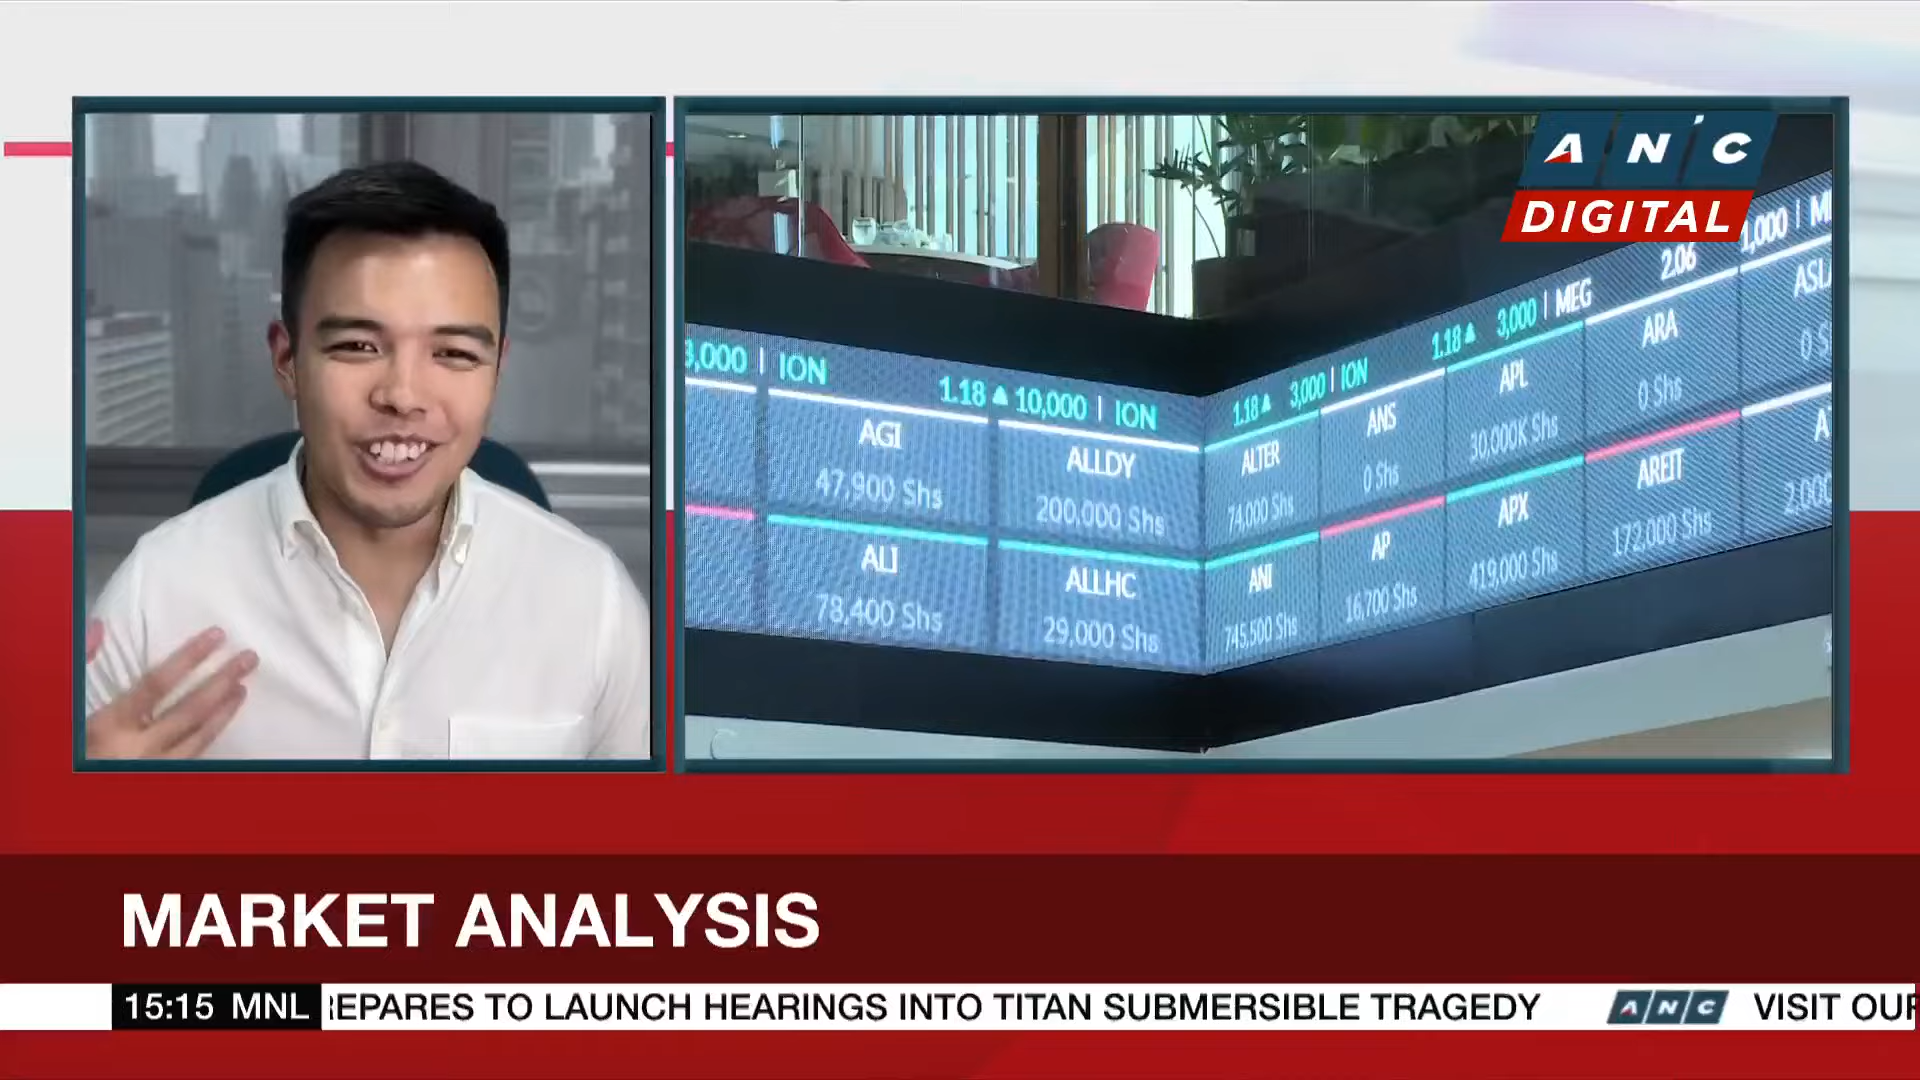 ANC
DIGITAL
3,000 | ION 1.18 ▲ 10,000 | ION
1.18 ▲ 3,000 | ION 1.18 ▲ 3,000 | MEG 2.06 1,000
AGI
47,900 Shs
ALLDY
200,000 Shs
ALTER
74,000 Shs
ANS
0 Shs
APL
30,000K Shs
ARA
0 Shs
ALI
78,400 Shs
ALLHC
29,000 Shs
ANI
745,500 Shs
AP
16,700 Shs
APX
419,000 Shs
AREIT
172,000 Shs
MARKET ANALYSIS
15:15 MNL EPARES TO LAUNCH HEARINGS INTO TITAN SUBMERSIBLE TRAGEDY ANC VISIT OUR